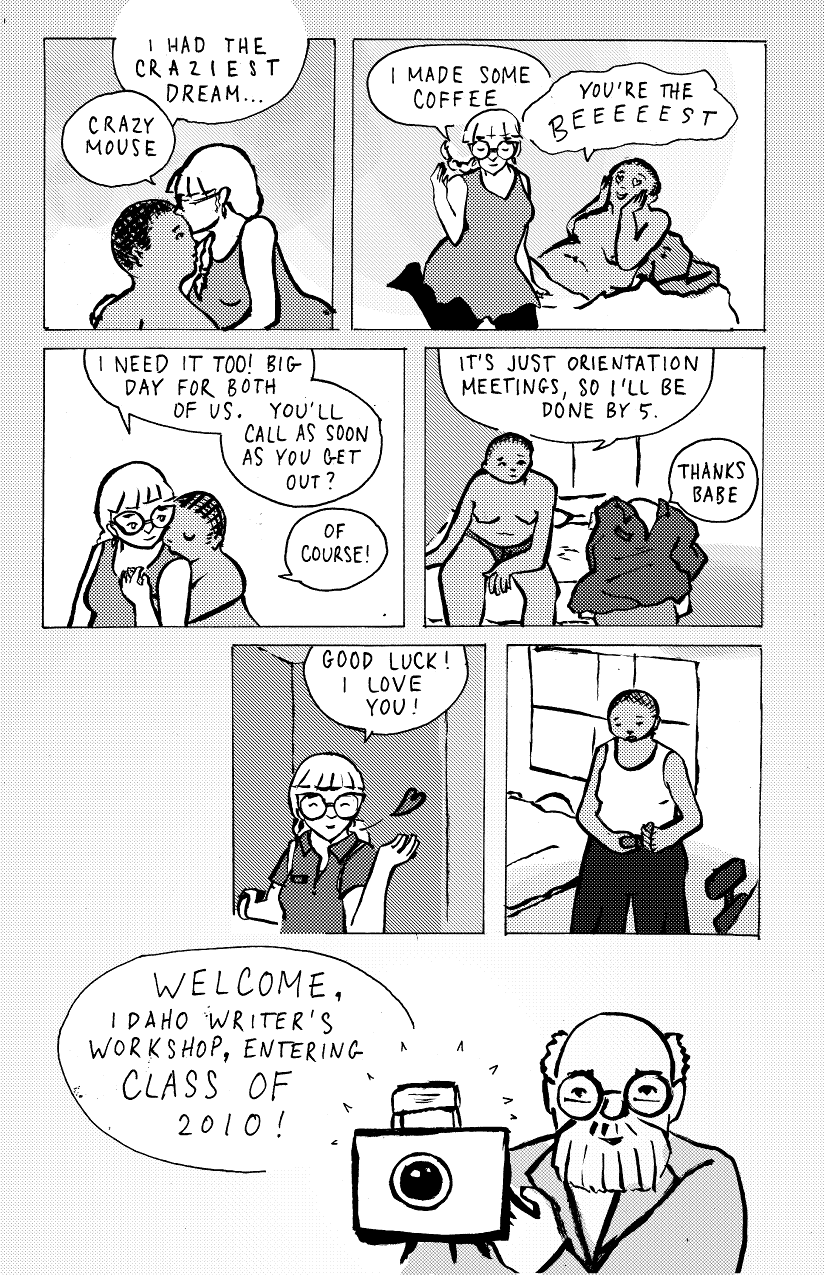 I HAD THE
CRAZIEST
DREAM...
CRAZY
MOUSE
I MADE SOME
COFFEE
YOU'RE THE
BEEEEEST
I NEED IT TOO! BIG
DAY FOR BOTH
OF US. YOU'LL
CALL AS SOON
AS YOU GET
OUT?
OF
COURSE!
IT'S JUST ORIENTATION
MEETINGS, SO I'LL BE
DONE BY 5.
THANKS
BABE
GOOD LUCK!
I LOVE
YOU!
WELCOME,
IDAHO WRITER'S
WORKSHOP, ENTERING
CLASS OF
2010!